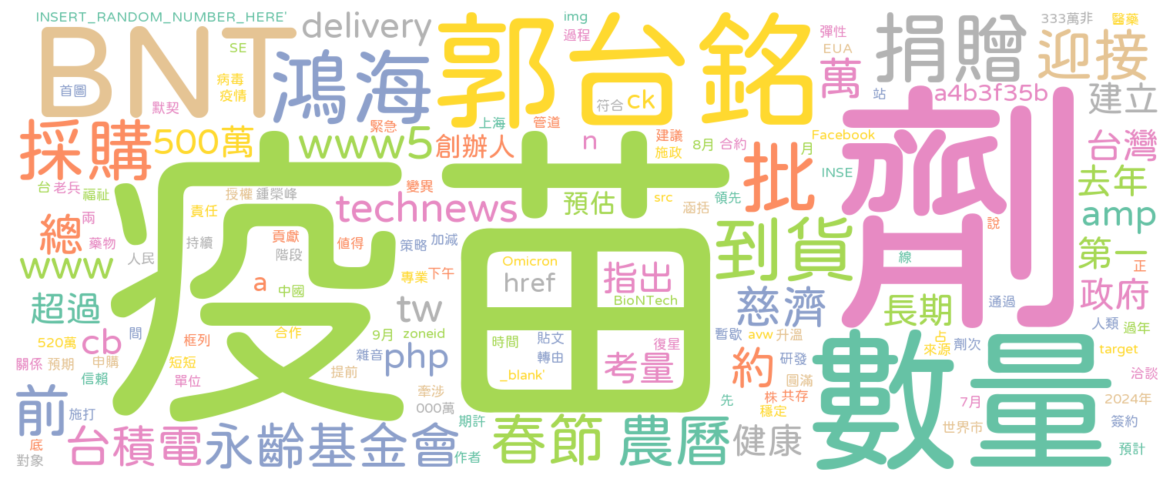 INSERT_RANDOM_NUMBER_HERE'
BNT
SE
首圖
病毒
疫情
默契
鴻海
delivery
郭台銘
img
過程
符合
ck
萬
彈性
EUA
捐贈
333萬非
醫藥
迎接
站
a4b3f35b
建立
採購
500萬
緊急
www5
上海
管道
創辦人
n
建議
施政
8月
合約
Facebook
月
台灣
台
老兵
福祉
授權
鍾榮峰
變異
technews
預估
src
涵括
領先
批
INSE
劑
去年
amp
責任
總
兩
藥物
www
人民
持續
貢獻
階段
值得
策略
加減
專業
下午
疫苗
Omicron
href
指出
BioNTech
到貨
說
線
第一
正
政府
超過
a
中國
tw
慈濟
長期
通過
人類
過年
520萬
cb
間
框列
合作
9月
zoneid
雜音
php
時間
貼文
轉由
_blank'
復星
考量
暫歇
avw
升溫
研發
占
來源
劑次
target
關係
預期
申購
信賴
短短
單位
提前
牽涉
000萬
約
圓滿
株
共存
穩定
先
7月
洽談
數量
2024年
世界市
簽約
預計
前
施打
底
對象
台積電
永齡基金會
期許
作者
春節
農曆
健康